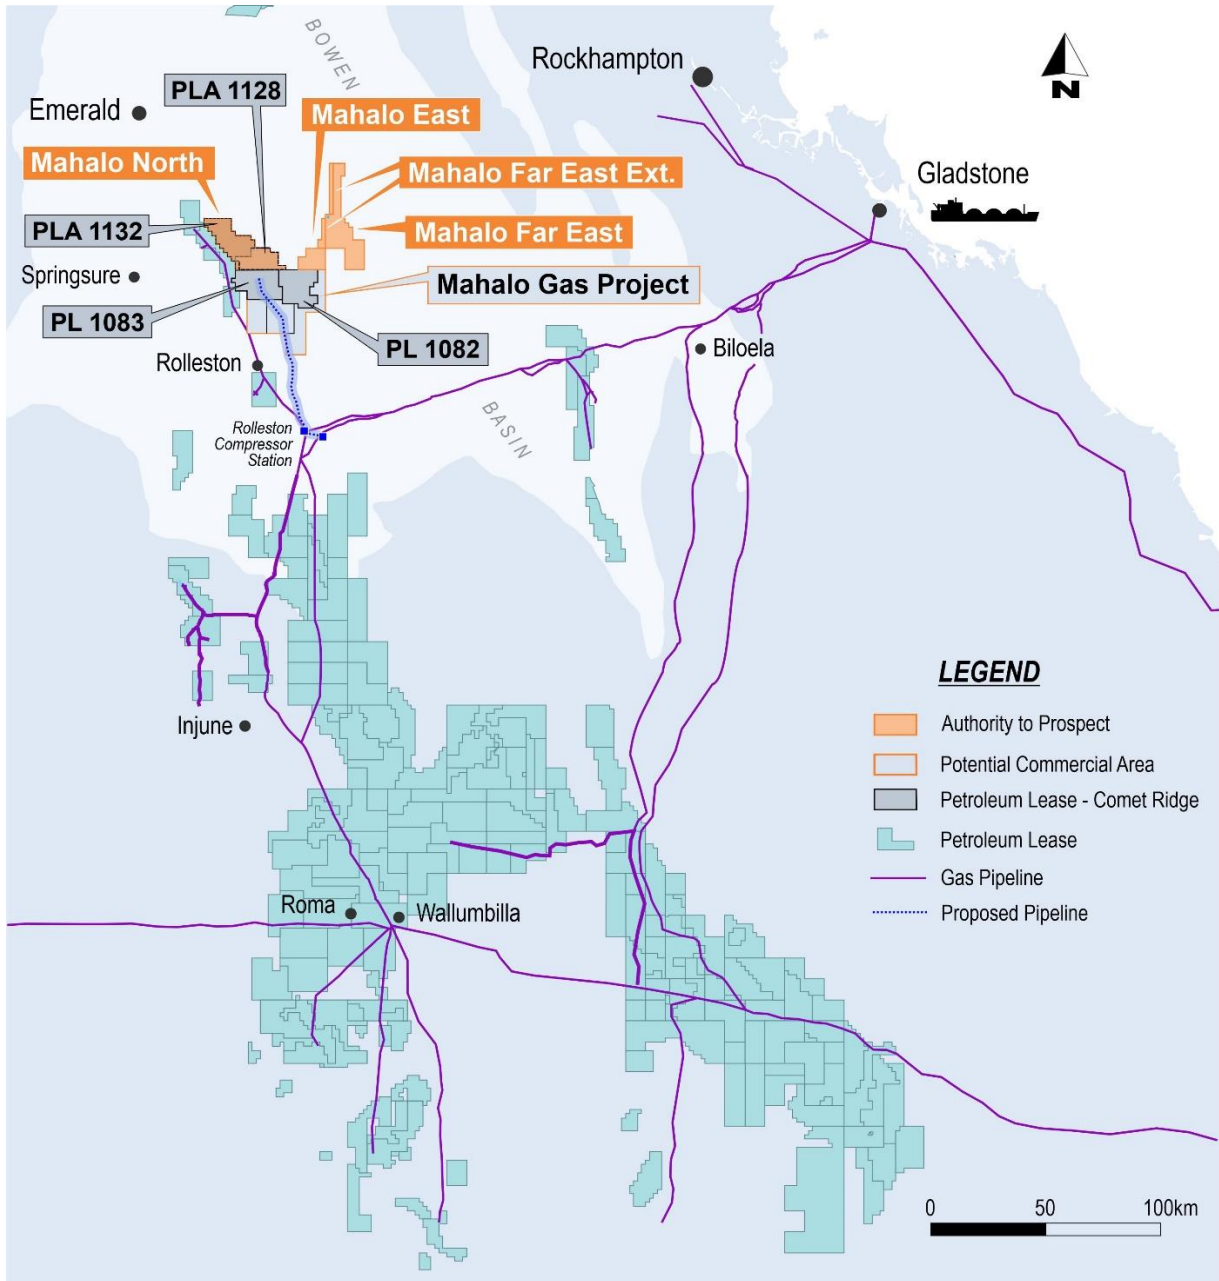 BOWEN
Rockhampton
N
PLA 1128
Emerald
Mahalo East
Mahalo North
Mahalo Far East Ext.
Gladstone
PLA 1132
Mahalo Far East
Springsure
Mahalo Gas Project
PL 1083
PL 1082
Biloela
Rolleston
BASIN
Rolleston
Compressor
Station
LEGEND
Injune
Authority to Prospect
Potential Commercial Area
Petroleum Lease - Comet Ridge
Petroleum Lease
Gas Pipeline
Roma
Wallumbilla
Proposed Pipeline
0 50 100km